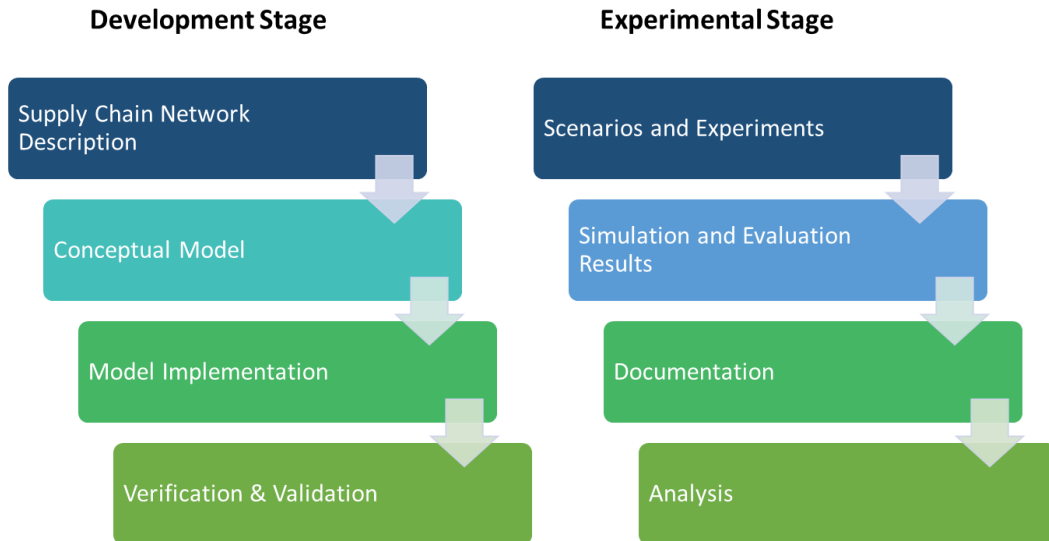 Development Stage
Supply Chain Network
Description
Conceptual Model
Model Implementation
Verification & Validation
Experimental Stage
Scenarios and Experiments
Simulation and Evaluation
Results
Documentation
Analysis